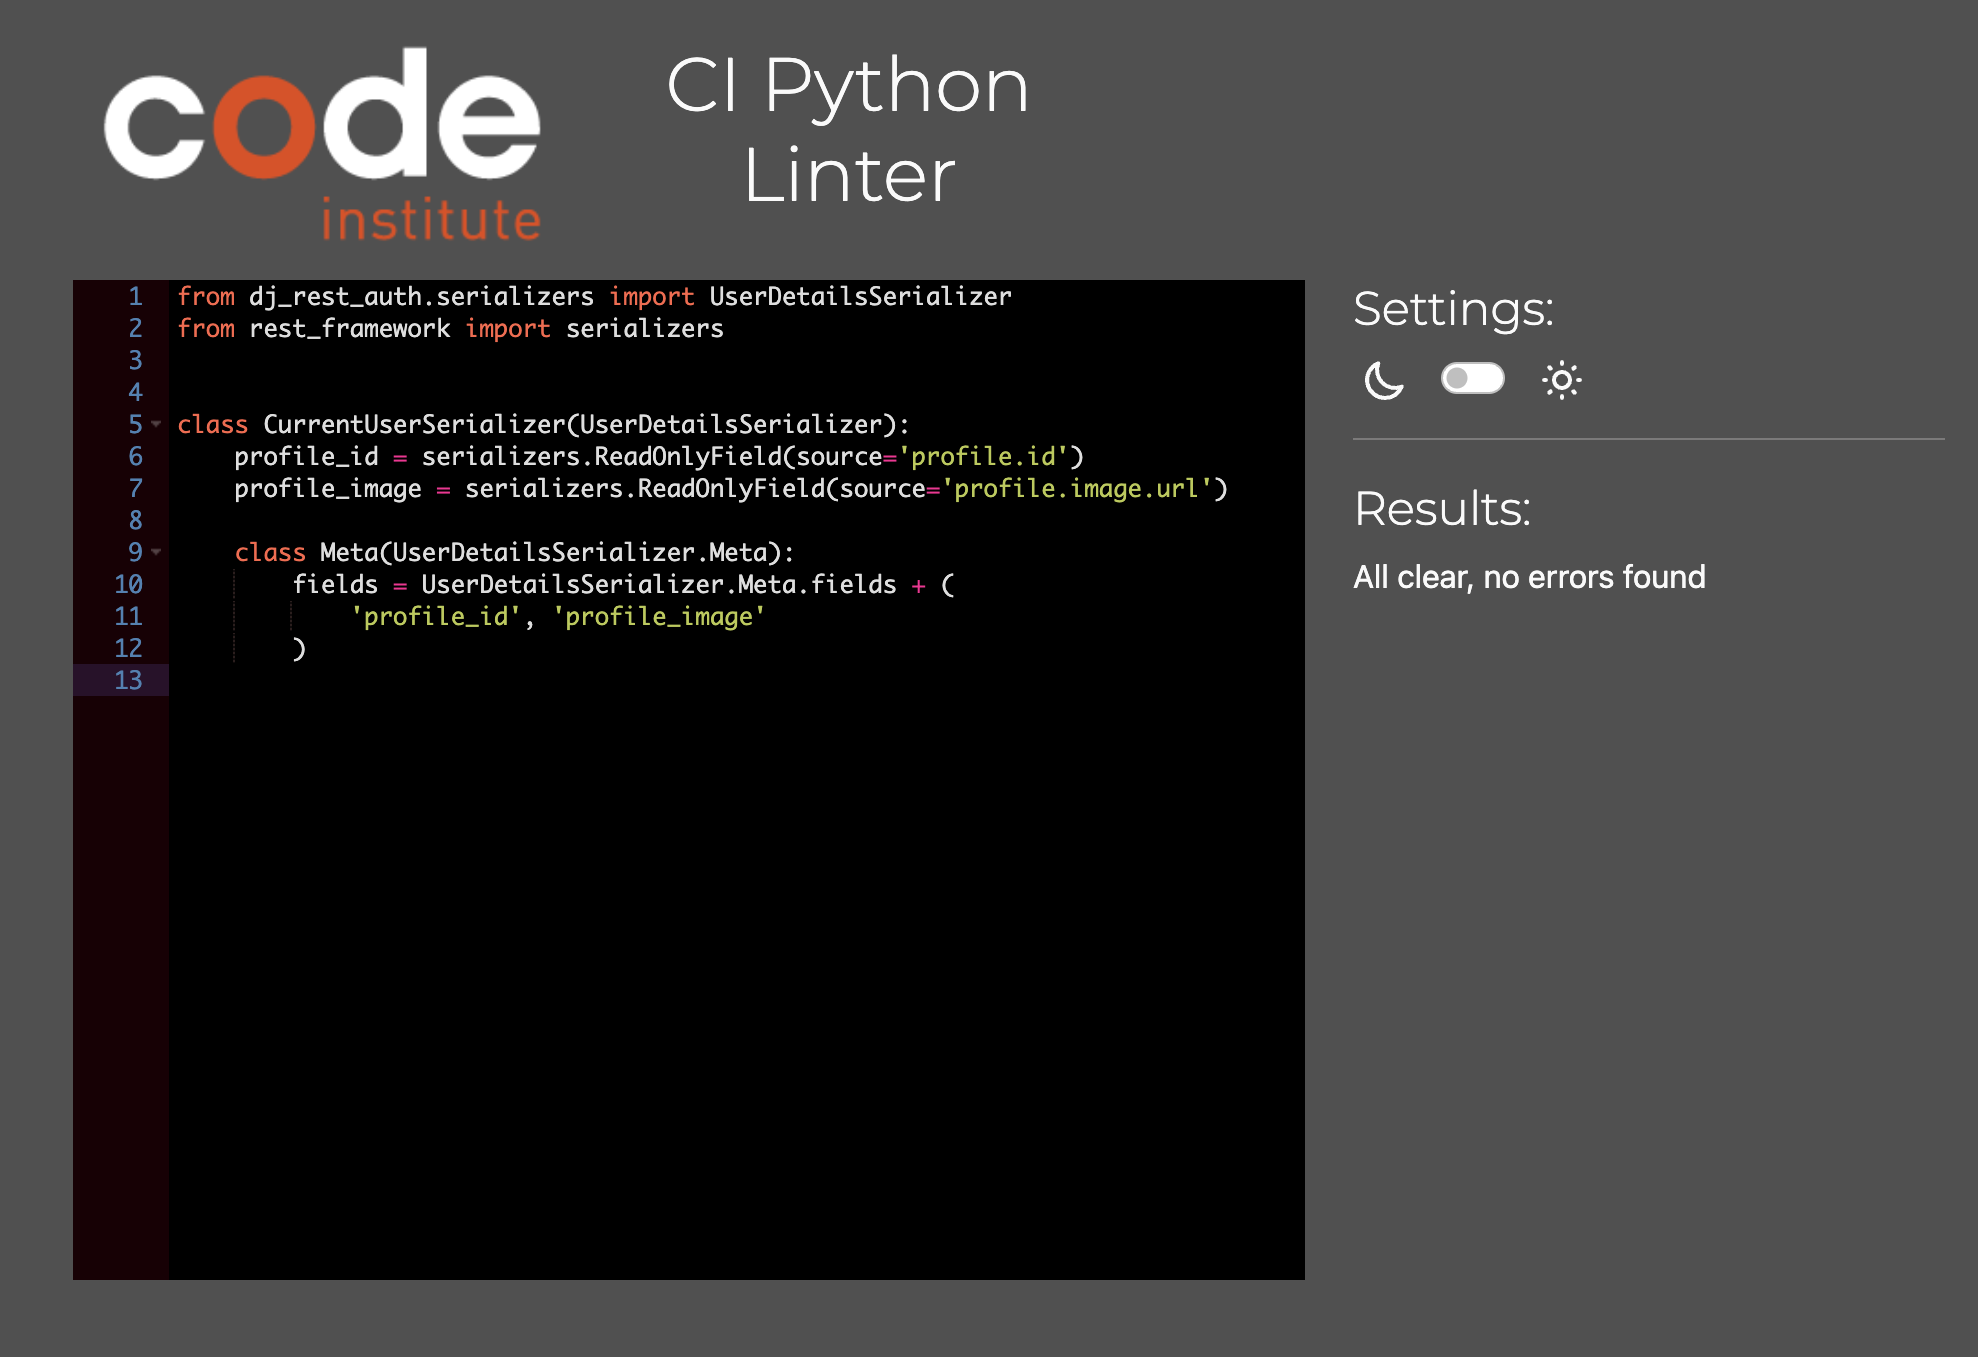 code
institute
CI Python
Linter
1 from dj_rest_auth.serializers import UserDetailsSerializer
2 from rest_framework import serializers
3
4
5 class CurrentUserSerializer(UserDetailsSerializer):
6     profile_id = serializers.ReadOnlyField(source='profile.id')
7     profile_image = serializers.ReadOnlyField(source='profile.image.url')
8
9     class Meta(UserDetailsSerializer.Meta):
10         fields = UserDetailsSerializer.Meta.fields + (
11             'profile_id', 'profile_image'
12         )
13
Settings:
Results:
All clear, no errors found